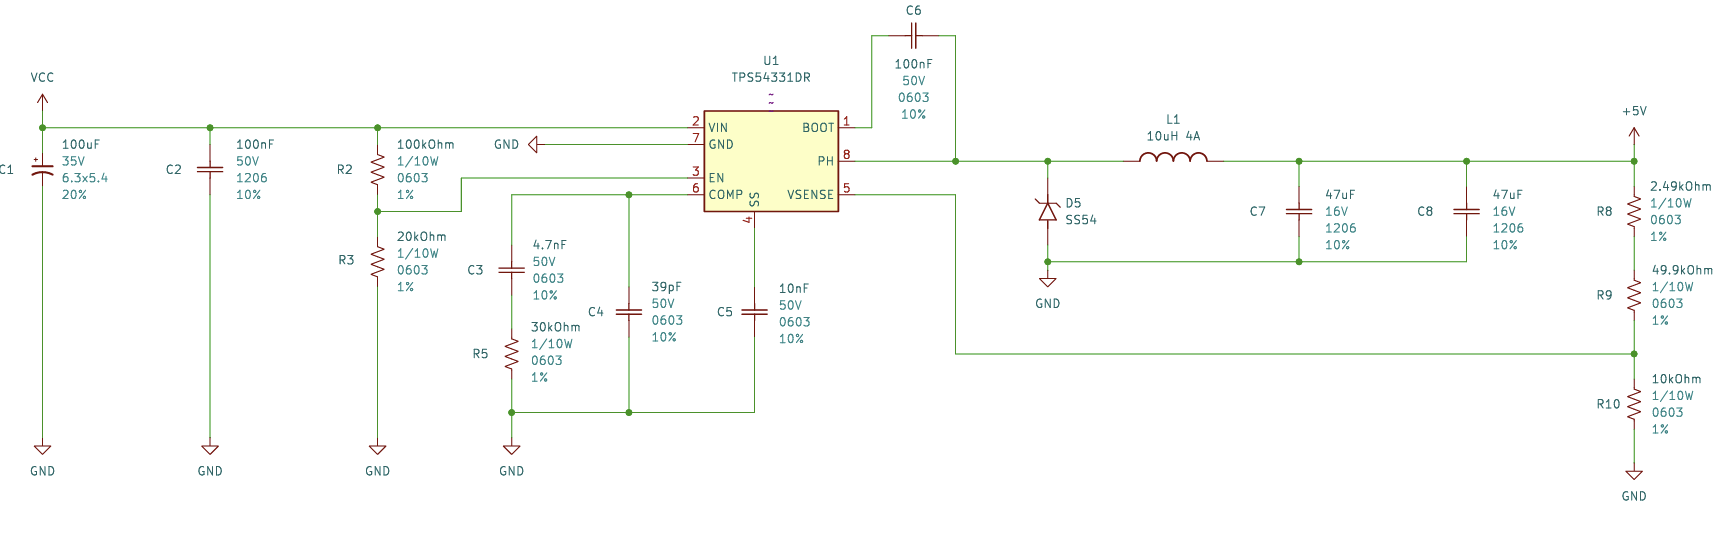 VCC
C1
100uF
35V
6.3x5.4
20%
GND
C2
100nF
50V
1206
10%
GND
R2
100kOhm
1/10W
0603
1%
R3
20kOhm
1/10W
0603
1%
GND
GND
U1
TPS54331DR
~
~
2
VIN
7
GND
3
EN
6
COMP
SS
4
BOOT
1
PH
8
VSENSE
5
C3
4.7nF
50V
0603
10%
R5
30kOhm
1/10W
0603
1%
GND
C4
39pF
50V
0603
10%
C5
10nF
50V
0603
10%
C6
100nF
50V
0603
10%
D5
SS54
GND
L1
10uH 4A
C7
47uF
16V
1206
10%
C8
47uF
16V
1206
10%
+5V
R8
2.49kOhm
1/10W
0603
1%
R9
49.9kOhm
1/10W
0603
1%
R10
10kOhm
1/10W
0603
1%
GND